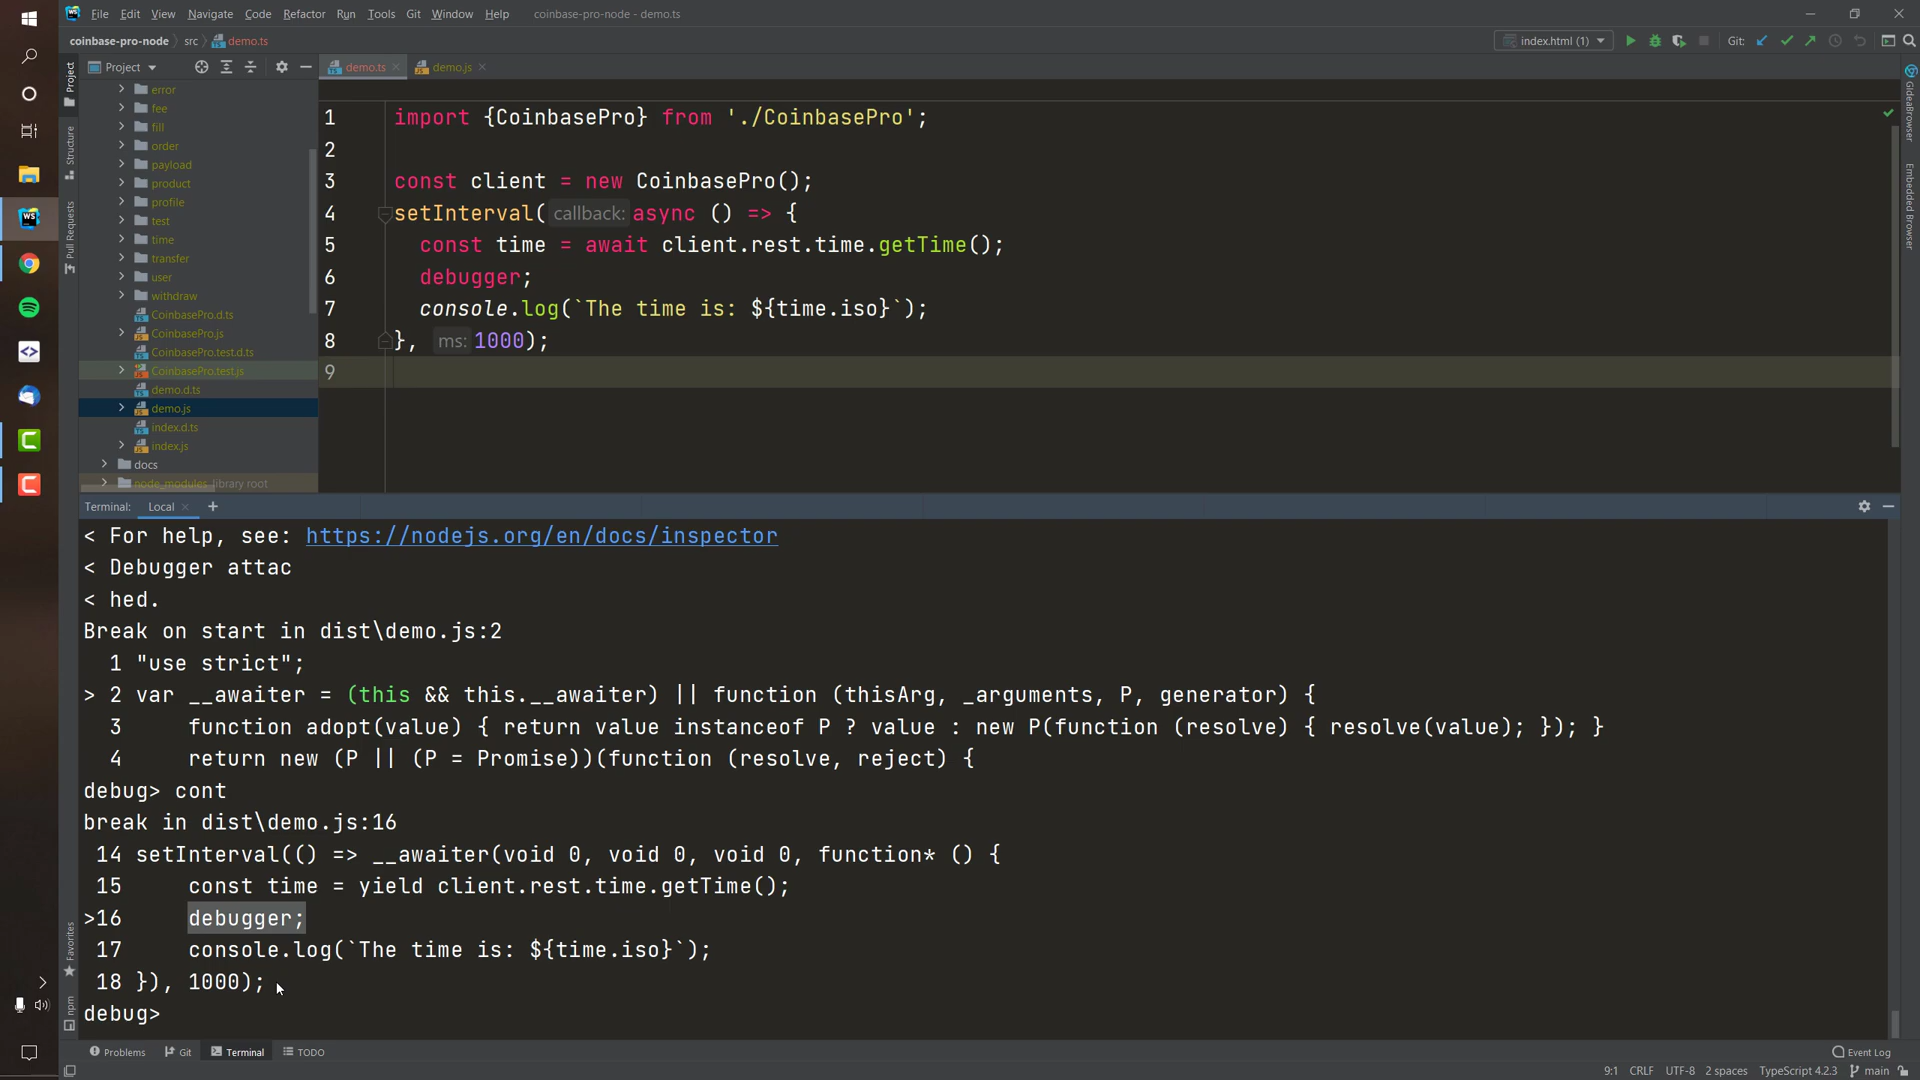 File Edit View Navigate Code Refactor Run Tools Git Window Help coinbase-pro-node - demo.ts
coinbase-pro-node src demo.ts index.html (1) Git:
Project demo.ts demo.js
Project
Structure
Pull Requests
error
fee
fill
order
payload
product
profile
test
time
transfer
user
withdraw
CoinbasePro.d.ts
CoinbasePro.js
CoinbasePro.test.d.ts
CoinbasePro.test.js
demo.d.ts
demo.js
index.d.ts
index.js
docs
node_modules library root
1 import {CoinbasePro} from './CoinbasePro';
2
3 const client = new CoinbasePro();
4 setInterval( callback: async () => {
5 const time = await client.rest.time.getTime();
6 debugger;
7 console.log(`The time is: ${time.iso}`);
8 }, ms: 1000);
9
GIdeaBrowser
Embedded Browser
Terminal: Local +
< For help, see: https://nodejs.org/en/docs/inspector
< Debugger attac
< hed.
Break on start in dist\demo.js:2
1 "use strict";
> 2 var __awaiter = (this && this.__awaiter) || function (thisArg, _arguments, P, generator) {
3 function adopt(value) { return value instanceof P ? value : new P(function (resolve) { resolve(value); }); }
4 return new (P || (P = Promise))(function (resolve, reject) {
debug> cont
break in dist\demo.js:16
14 setInterval(() => __awaiter(void 0, void 0, void 0, function* () {
15 const time = yield client.rest.time.getTime();
>16 debugger;
17 console.log(`The time is: ${time.iso}`);
18 }), 1000);
debug>
Favorites
npm
Problems Git Terminal TODO Event Log
9:1 CRLF UTF-8 2 spaces TypeScript 4.2.3 main